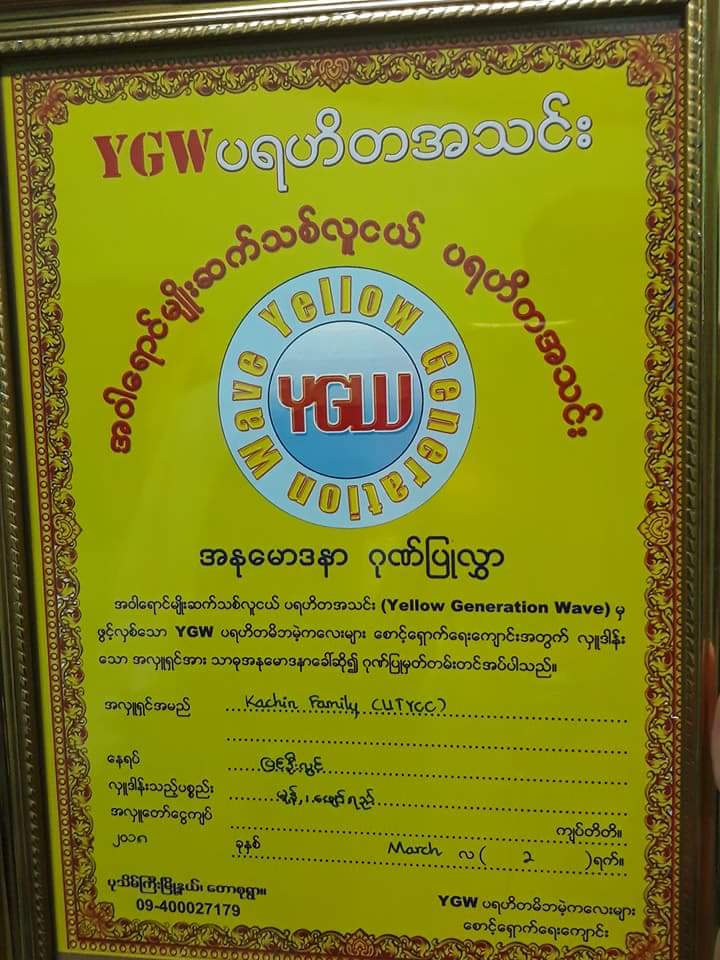 YGW ပရဟိတအသင်း
အဝါရောင်မျိုးဆက်သစ်လူငယ် ပရဟိတအသင်း
Yellow Generation Wave
YGW
အနုမောဒနာ ဂုဏ်ပြုလွှာ
အဝါရောင်မျိုးဆက်သစ်လူငယ် ပရဟိတအသင်း (Yellow Generation Wave) မှ
ဖွင့်လှစ်သော YGW ပရဟိတမိဘမဲ့ကလေးများ စောင့်ရှောက်ရေးကျောင်းအတွက် လှူဒါန်း
သော အလှူရှင်အား သာဓုအနုမောဒနာခေါ်ဆို၍ ဂုဏ်ပြုမှတ်တမ်းတင်အပ်ပါသည်။
အလှူရှင်အမည် Kachin Family (UTYCC)
နေရပ် ပြင်ဦးလွင်
လှူဒါန်းသည့်ပစ္စည်း မုန့်၊ ဖျော်ရည်
အလှူတော်ငွေကျပ် ကျပ်တိတိ။
၂၀၁၈ ခုနှစ် March လ ( 2 ) ရက်။
ပုသိမ်ကြီးမြို့နယ်၊ တောစုရွာ။
09-400027179
YGW ပရဟိတမိဘမဲ့ကလေးများ
စောင့်ရှောက်ရေးကျောင်း